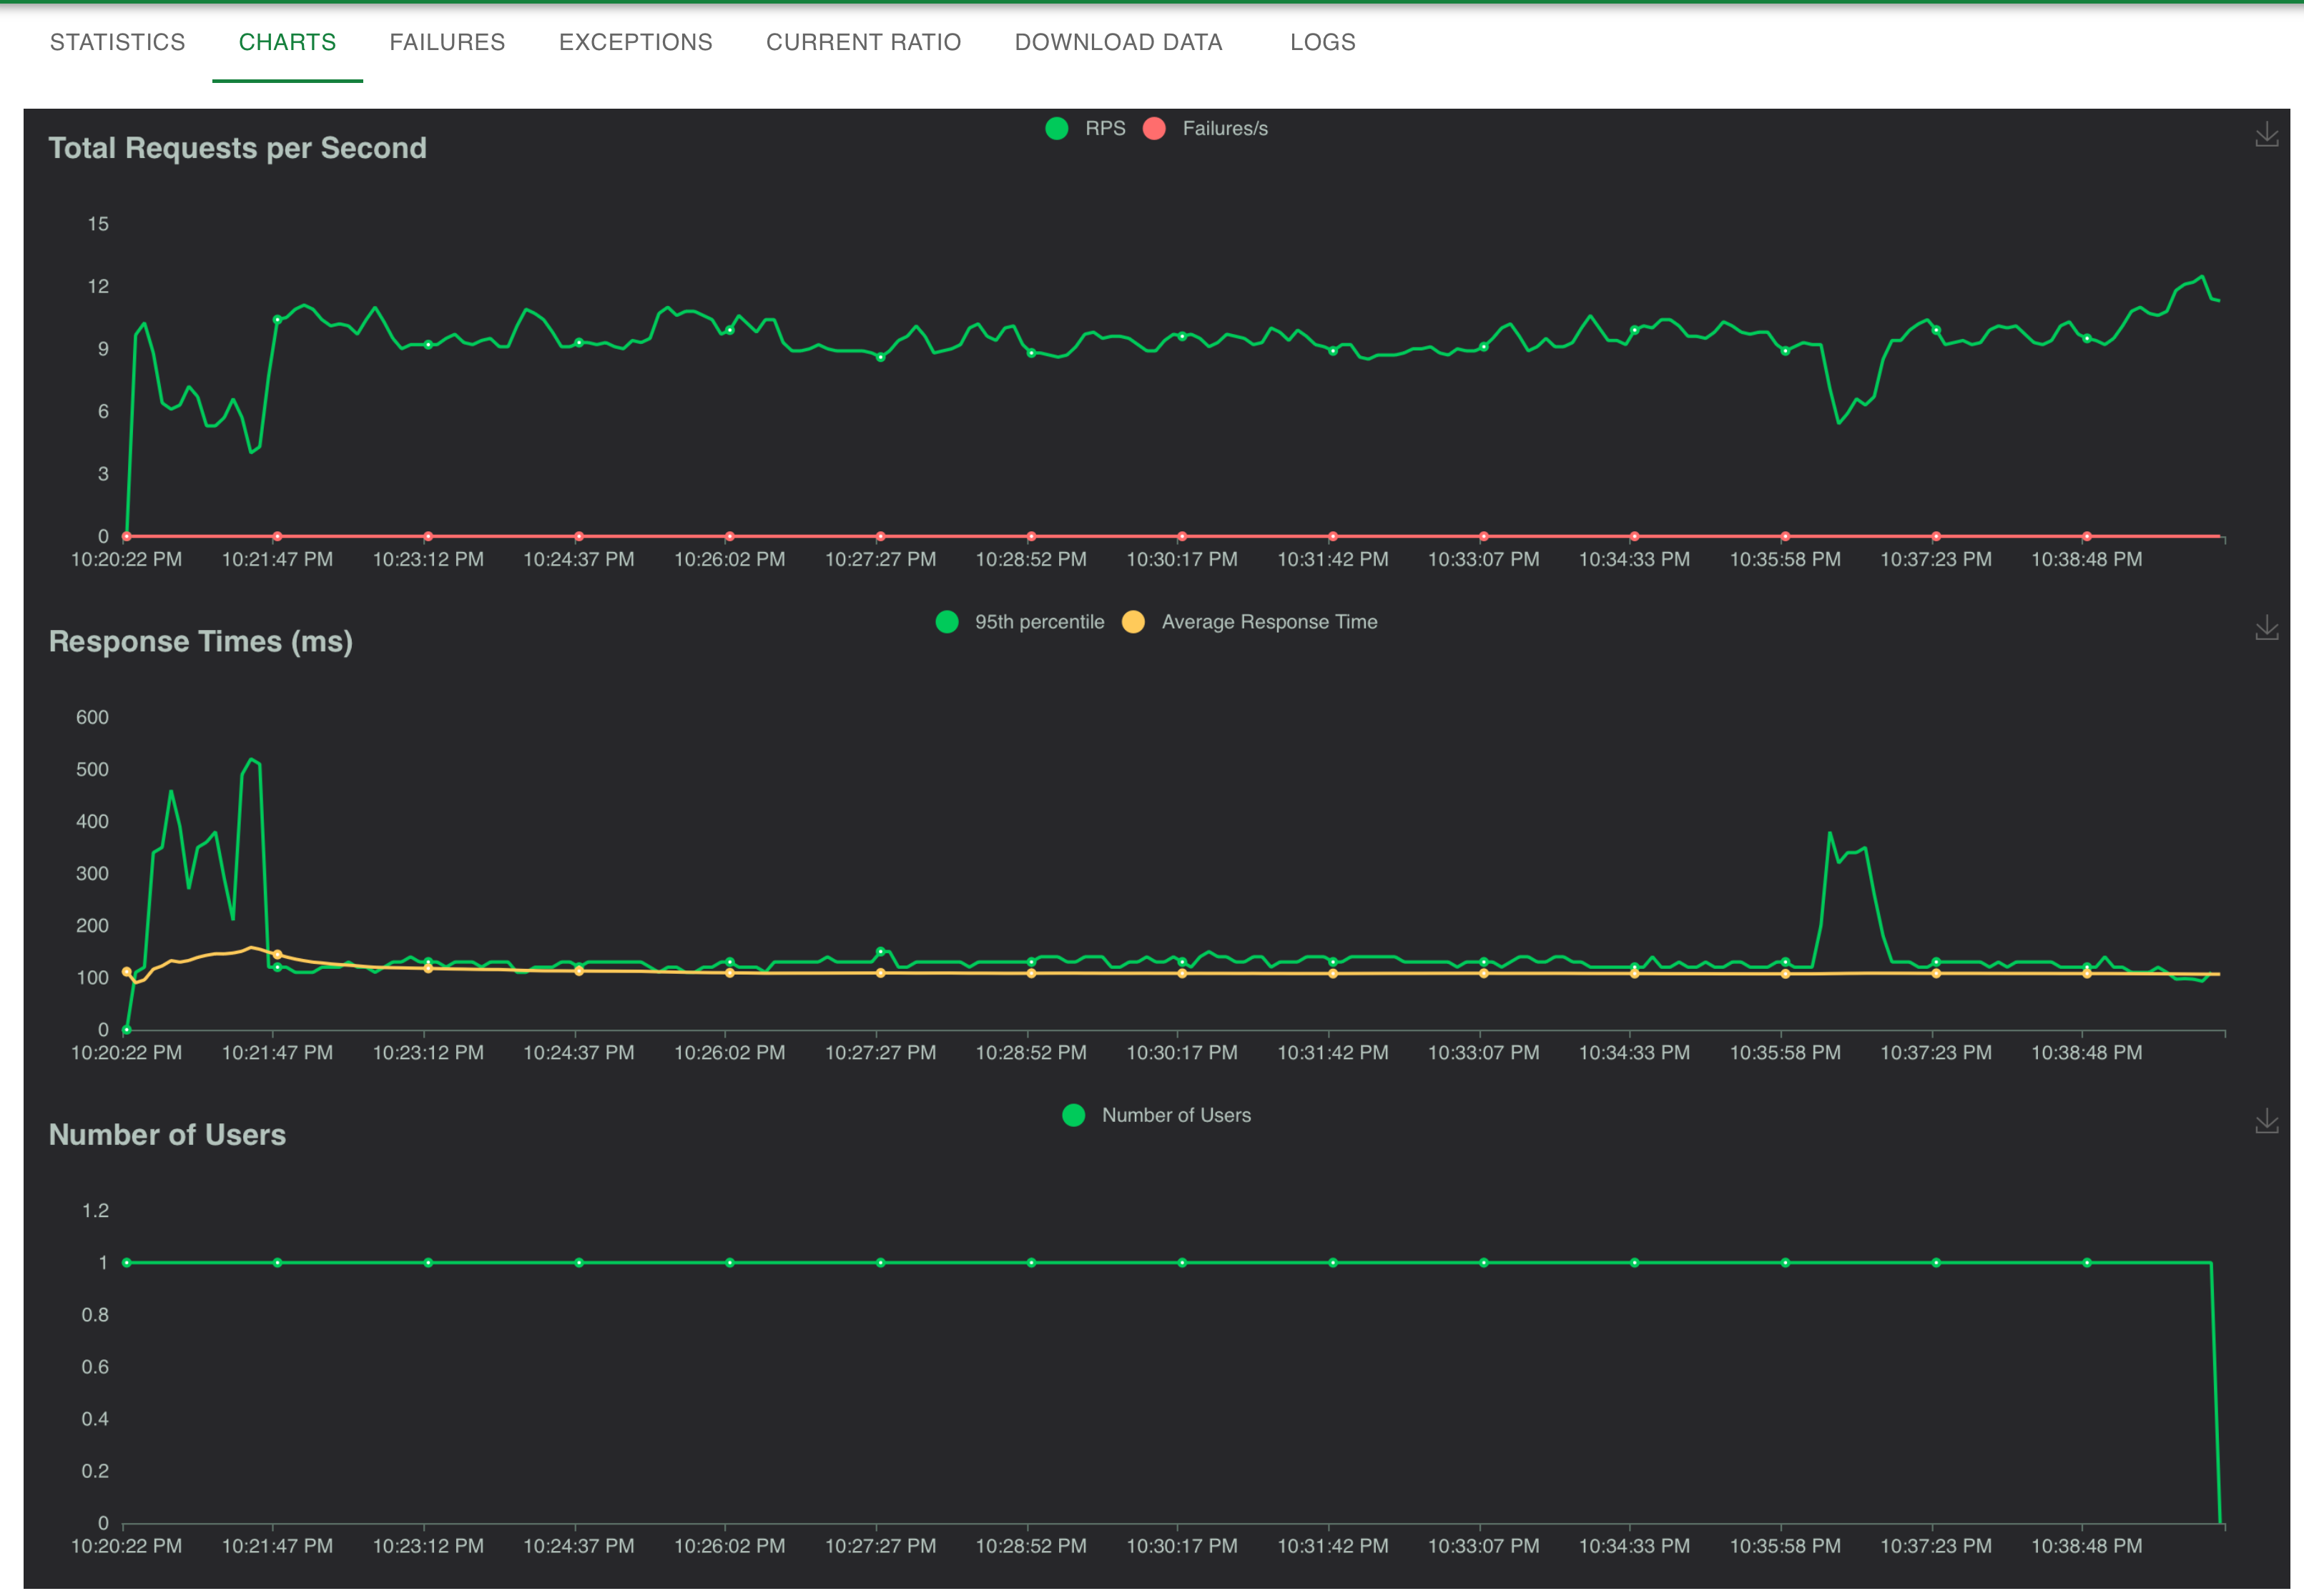 STATISTICS CHARTS FAILURES EXCEPTIONS CURRENT RATIO DOWNLOAD DATA LOGS
Total Requests per Second
RPS Failures/s
15
12
9
6
3
0
10:20:22 PM 10:21:47 PM 10:23:12 PM 10:24:37 PM 10:26:02 PM 10:27:27 PM 10:28:52 PM 10:30:17 PM 10:31:42 PM 10:33:07 PM 10:34:33 PM 10:35:58 PM 10:37:23 PM 10:38:48 PM
Response Times (ms)
95th percentile Average Response Time
600
500
400
300
200
100
0
10:20:22 PM 10:21:47 PM 10:23:12 PM 10:24:37 PM 10:26:02 PM 10:27:27 PM 10:28:52 PM 10:30:17 PM 10:31:42 PM 10:33:07 PM 10:34:33 PM 10:35:58 PM 10:37:23 PM 10:38:48 PM
Number of Users
Number of Users
1.2
1
0.8
0.6
0.4
0.2
0
10:20:22 PM 10:21:47 PM 10:23:12 PM 10:24:37 PM 10:26:02 PM 10:27:27 PM 10:28:52 PM 10:30:17 PM 10:31:42 PM 10:33:07 PM 10:34:33 PM 10:35:58 PM 10:37:23 PM 10:38:48 PM